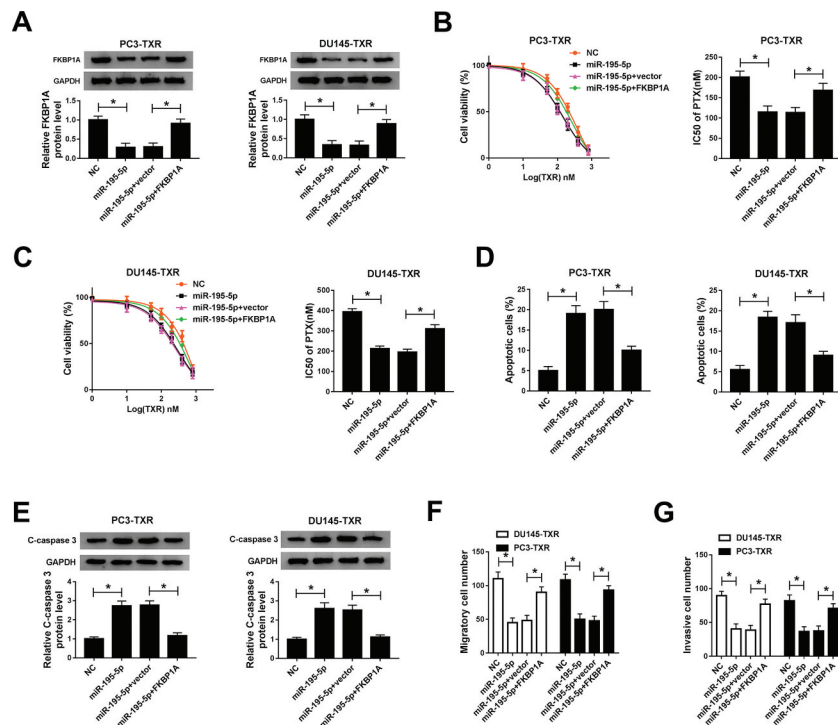 A
PC3-TXR
FKBP1A
GAPDH
Relative FKBP1A
protein level
1.5
1.0
0.5
0.0
*
*
NC
miR-195-5p
miR-195-5p+vector
miR-195-5p+FKBP1A
DU145-TXR
FKBP1A
GAPDH
Relative FKBP1A
protein level
1.5
1.0
0.5
0.0
*
*
NC
miR-195-5p
miR-195-5p+vector
miR-195-5p+FKBP1A
B
PC3-TXR
NC
miR-195-5p
miR-195-5p+vector
miR-195-5p+FKBP1A
Cell viability (%)
100
50
0
0
1
2
3
Log(TXR) nM
PC3-TXR
IC50 of PTX(nM)
250
200
150
100
50
0
*
*
NC
miR-195-5p
miR-195-5p+vector
miR-195-5p+FKBP1A
C
DU145-TXR
NC
miR-195-5p
miR-195-5p+vector
miR-195-5p+FKBP1A
Cell viability (%)
100
50
0
0
1
2
3
Log(TXR) nM
DU145-TXR
IC50 of PTX(nM)
500
400
300
200
100
0
*
*
NC
miR-195-5p
miR-195-5p+vector
miR-195-5p+FKBP1A
D
PC3-TXR
Apoptotic cells (%)
25
20
15
10
5
0
*
*
NC
miR-195-5p
miR-195-5p+vector
miR-195-5p+FKBP1A
DU145-TXR
Apoptotic cells (%)
25
20
15
10
5
0
*
*
NC
miR-195-5p
miR-195-5p+vector
miR-195-5p+FKBP1A
E
PC3-TXR
C-caspase 3
GAPDH
Relative C-caspase 3
protein level
4
3
2
1
0
*
*
NC
miR-195-5p
miR-195-5p+vector
miR-195-5p+FKBP1A
DU145-TXR
C-caspase 3
GAPDH
Relative C-caspase 3
protein level
4
3
2
1
0
*
*
NC
miR-195-5p
miR-195-5p+vector
miR-195-5p+FKBP1A
F
DU145-TXR
PC3-TXR
Migratory cell number
150
100
50
0
*
*
*
*
NC
miR-195-5p
miR-195-5p+vector
miR-195-5p+FKBP1A
NC
miR-195-5p
miR-195-5p+vector
miR-195-5p+FKBP1A
G
DU145-TXR
PC3-TXR
Invasive cell number
150
100
50
0
*
*
*
*
NC
miR-195-5p
miR-195-5p+vector
miR-195-5p+FKBP1A
NC
miR-195-5p
miR-195-5p+vector
miR-195-5p+FKBP1A